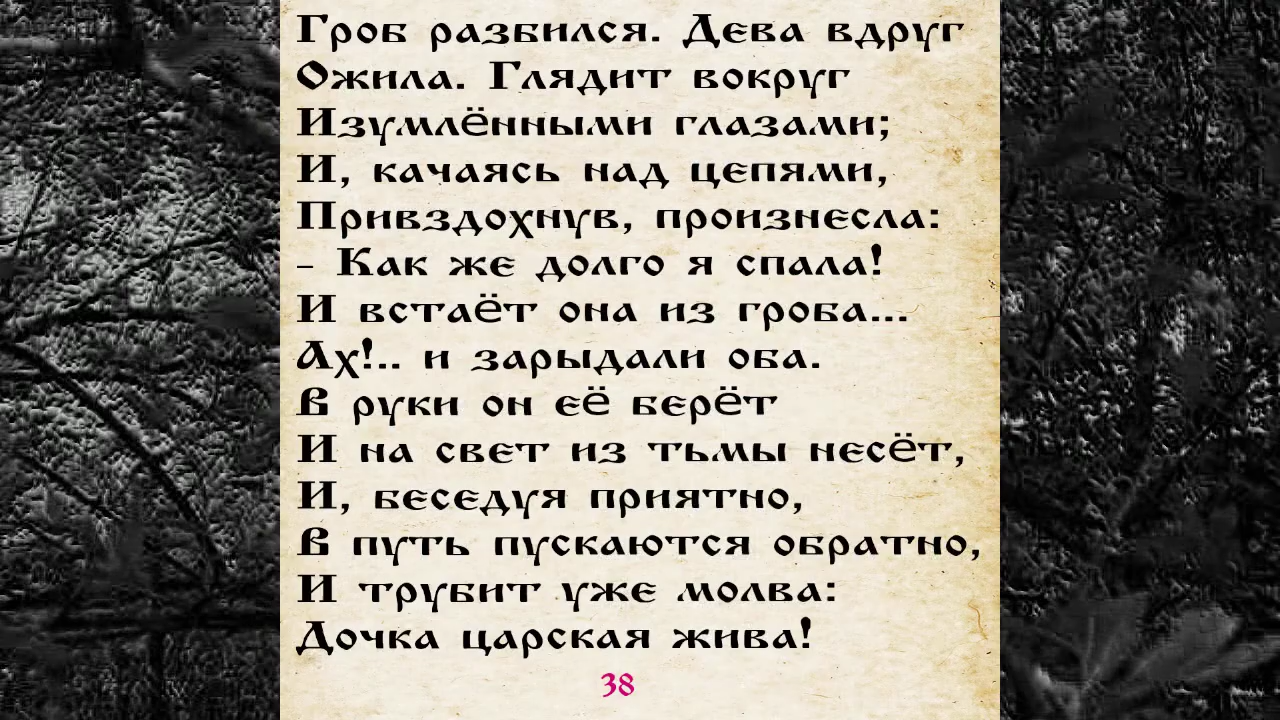 Гроб разбился. Дева вдруг
Ожила. Глядит вокруг
Изумлёнными глазами;
И, качаясь над цепями,
Привздохнув, произнесла:
– Как же долго я спала!
И встаёт она из гроба...
Ах!.. и зарыдали оба.
В руки он её берёт
И на свет из тьмы несёт,
И, беседуя приятно,
В путь пускаются обратно,
И трубит уже молва:
Дочка царская жива!
38